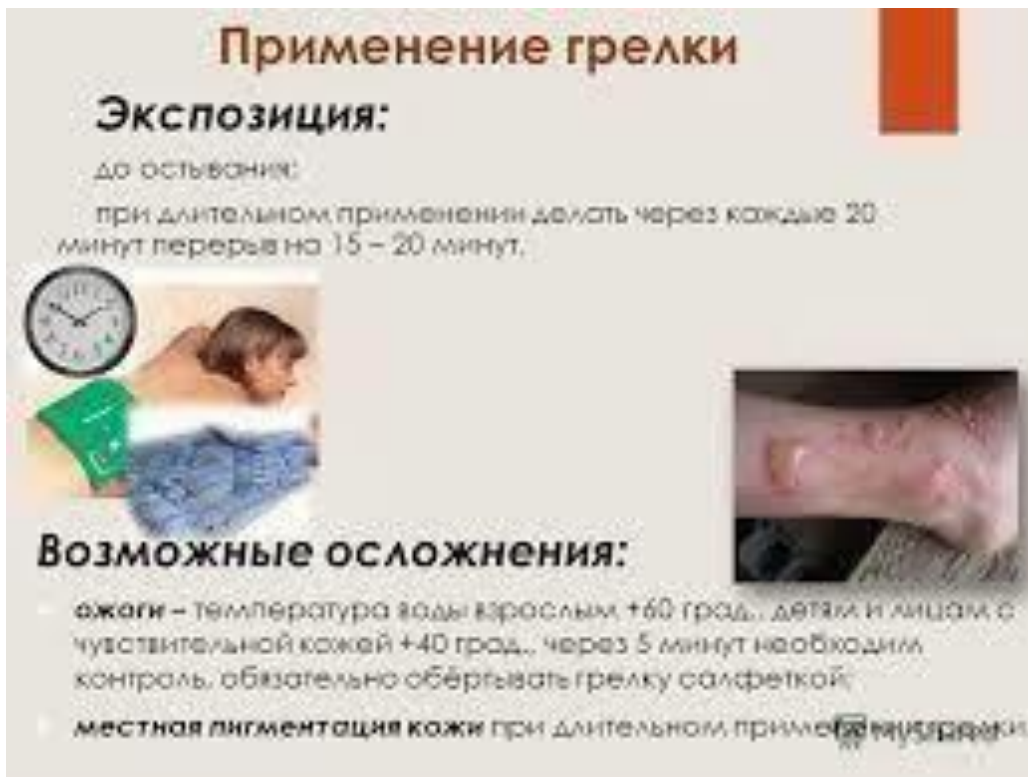 Применение грелки
Экспозиция:
до остывания;
при длительном применении делать через каждые 20
минут перерыв на 15 – 20 минут.
Возможные осложнения:
ожоги – температура воды взрослым +60 град., детям и лицам с
чувствительной кожей +40 град., через 5 минут необходим
контроль, обязательно обёртывать грелку салфеткой;
местная пигментация кожи при длительном применении грелки